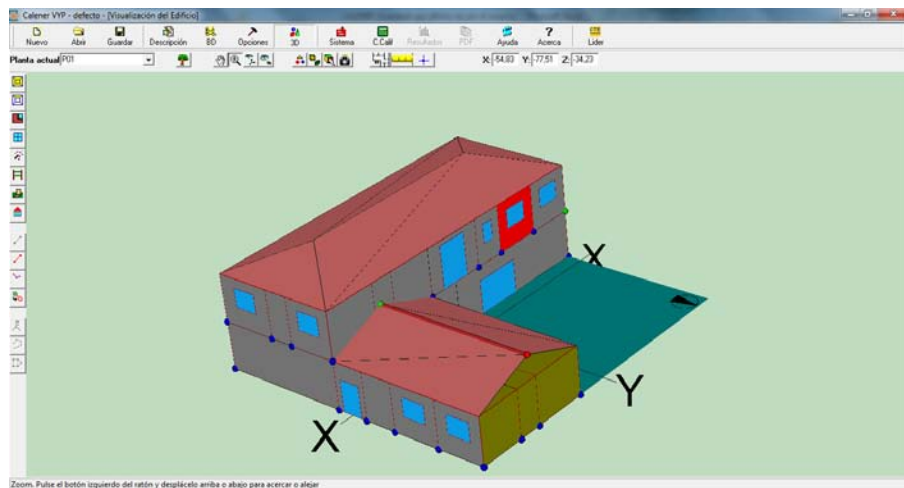 Calener VYP - defecto - [Visualización del Edificio]
Nuevo Abrir Guardar Descripción BD Opciones 3D Sistema C.Calif Resultados PDF Ayuda Acerca Lider
Planta actual P01 X: -54,83 Y: -77,51 Z: -34,23
X
Y
X
Zoom. Pulse el botón izquierdo del ratón y desplácelo arriba o abajo para acercar o alejar